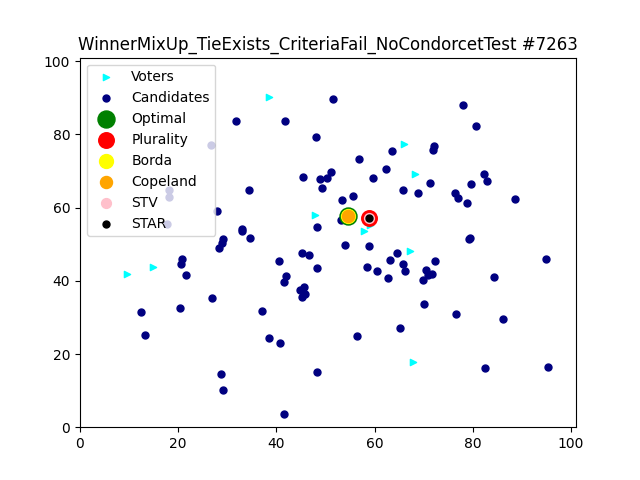 WinnerMixUp_TieExists_CriteriaFail_NoCondorcetTest #7263
100
80
60
40
20
0
Voters
Candidates
Optimal
Plurality
Borda
Copeland
STV
STAR
0 20 40 60 80 100